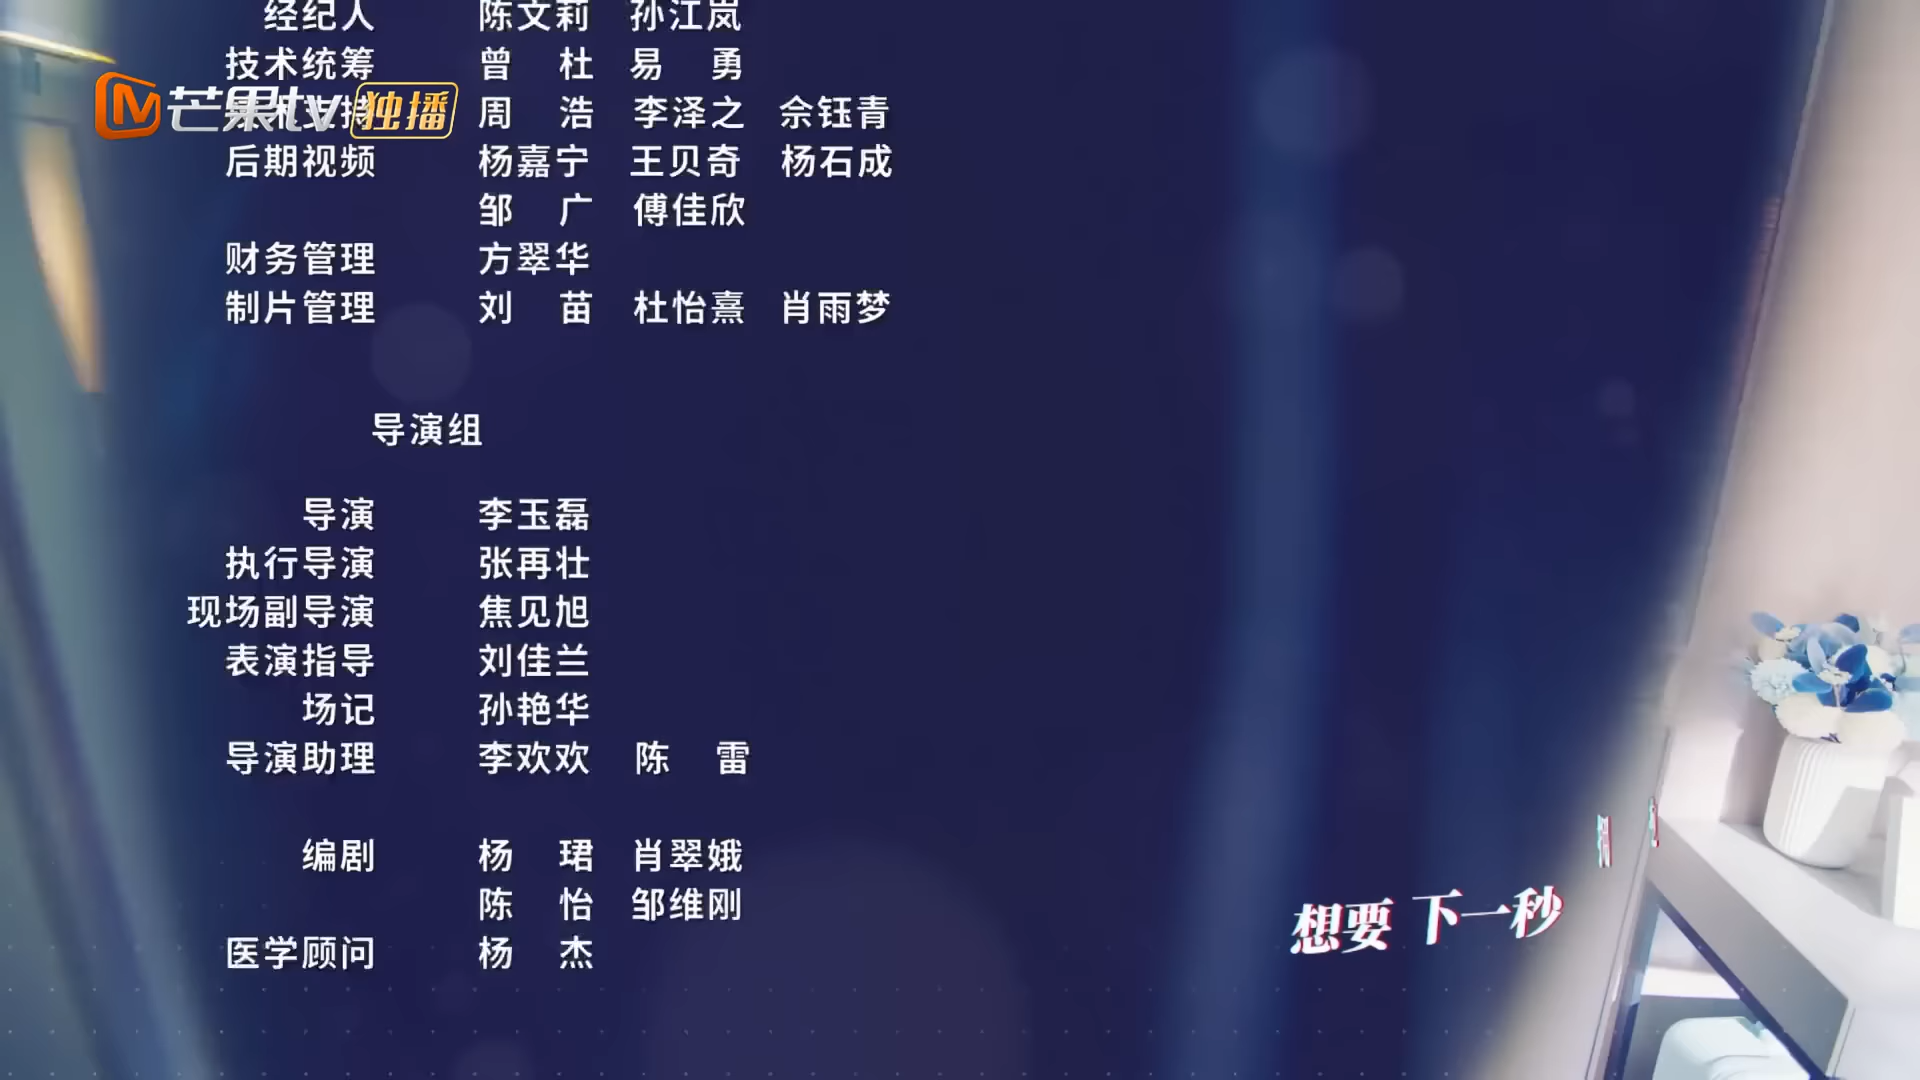 经纪人 陈文莉 孙江岚
技术统筹 曾杜 易勇
芒果tv 独播
持 周浩 李泽之 佘钰青
后期视频 杨嘉宁 王贝奇 杨石成
邹广 傅佳欣
财务管理 方翠华
制片管理 刘苗 杜怡熹 肖雨梦
导演组
导演 李玉磊
执行导演 张再壮
现场副导演 焦见旭
表演指导 刘佳兰
场记 孙艳华
导演助理 李欢欢 陈雷
编剧 杨珺 肖翠娥
陈怡 邹维刚
医学顾问 杨杰
想要 下一秒